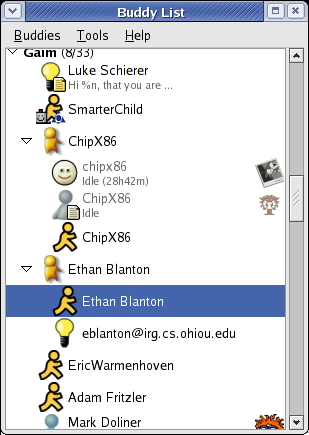 Buddy List
Buddies Tools Help
Gaim (8/33)
Luke Schierer
Hi %n, that you are ...
SmarterChild
ChipX86
chipx86
Idle (28h42m)
ChipX86
Idle
ChipX86
Ethan Blanton
Ethan Blanton
eblanton@irg.cs.ohiou.edu
EricWarmenhoven
Adam Fritzler
Mark Doliner